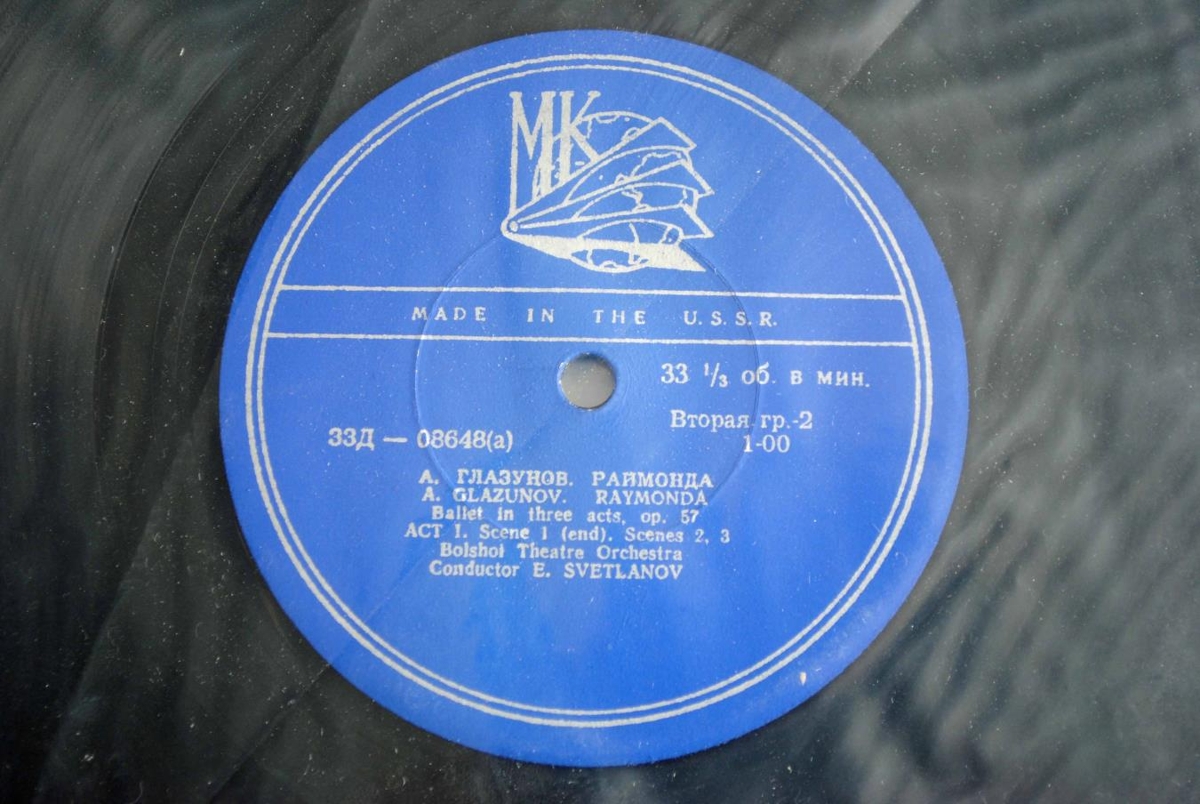 МК
MADE IN THE U.S.S.R.
33 ⅓ об. в мин.
Вторая гр.-2
33Д — 08648(а)
1-00
А. ГЛАЗУНОВ. РАЙМОНДА
A. GLAZUNOV. RAYMONDA
Ballet in three acts, op. 57
ACT I. Scene 1 (end). Scenes 2, 3
Bolshoi Theatre Orchestra
Conductor E. SVETLANOV